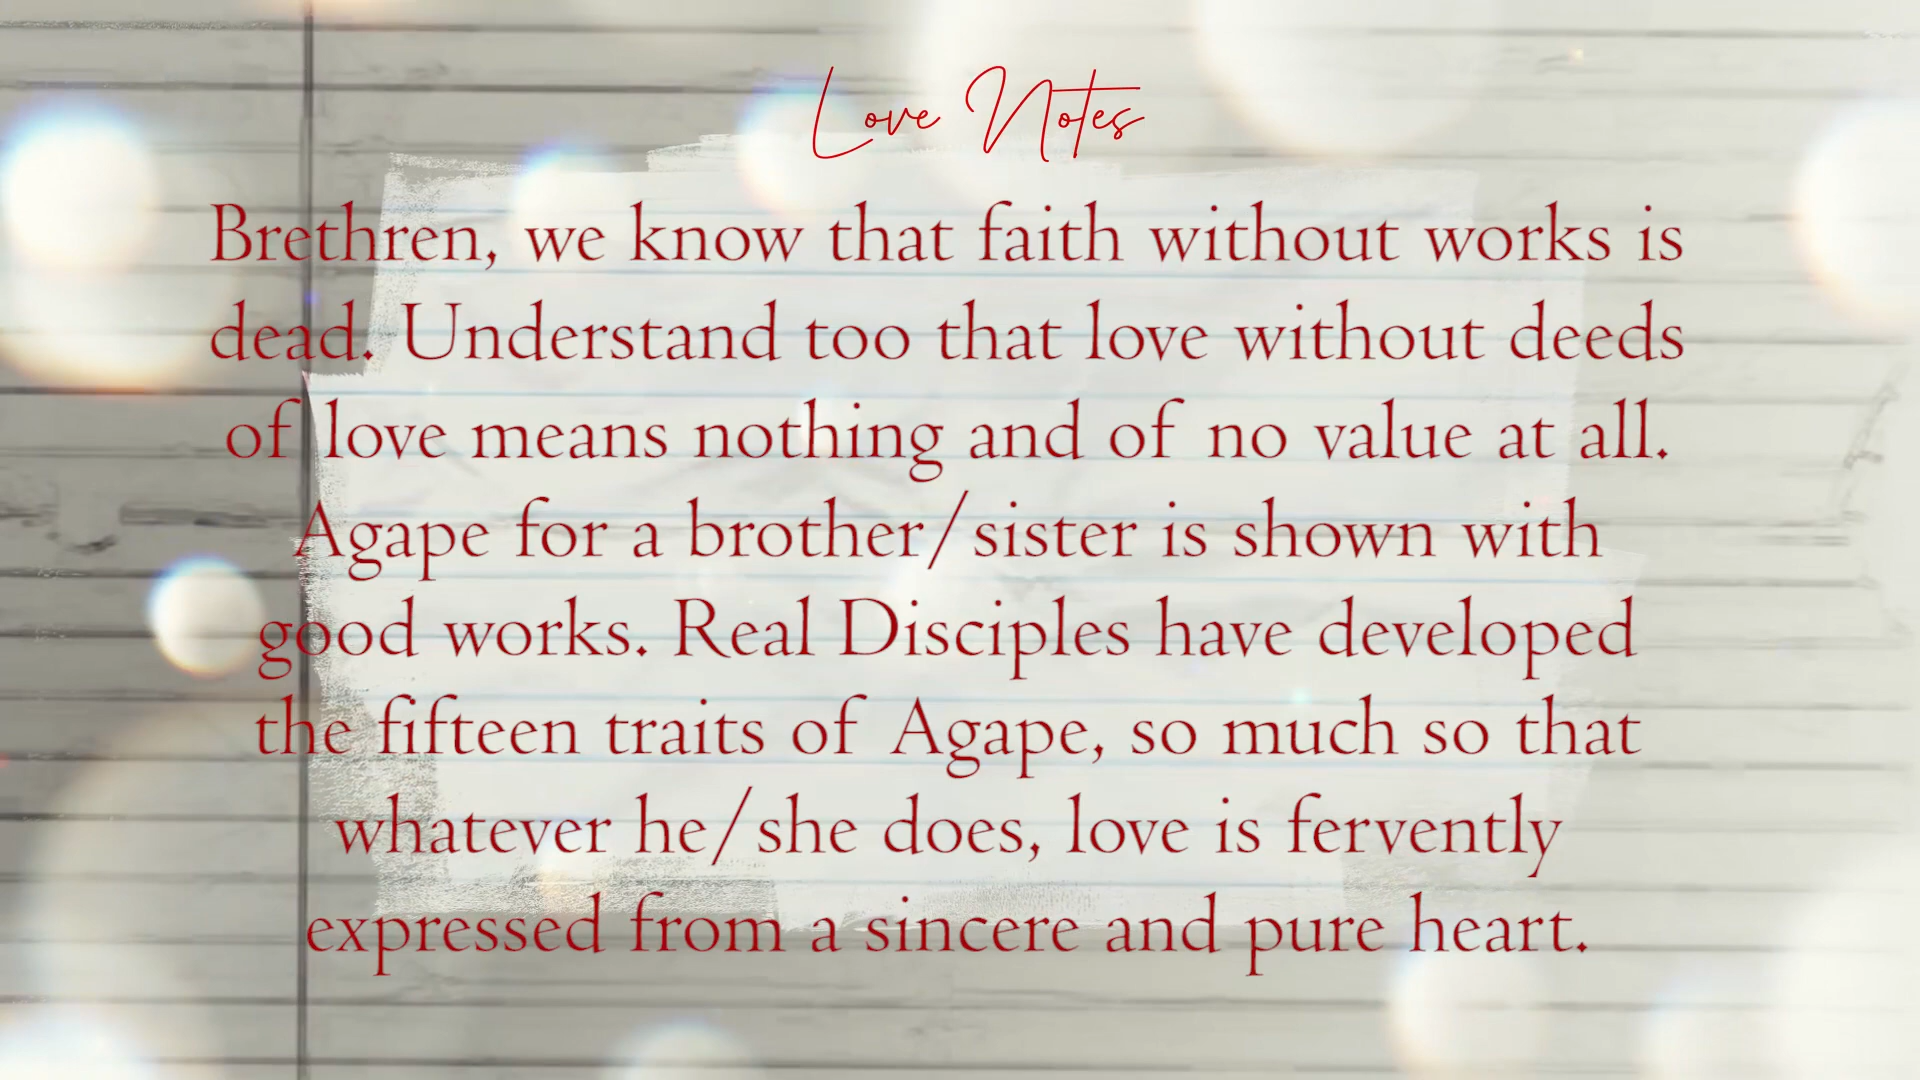 Love Notes
Brethren, we know that faith without works is
dead. Understand too that love without deeds
of love means nothing and of no value at all.
Agape for a brother/sister is shown with
good works. Real Disciples have developed
the fifteen traits of Agape, so much so that
whatever he/she does, love is fervently
expressed from a sincere and pure heart.